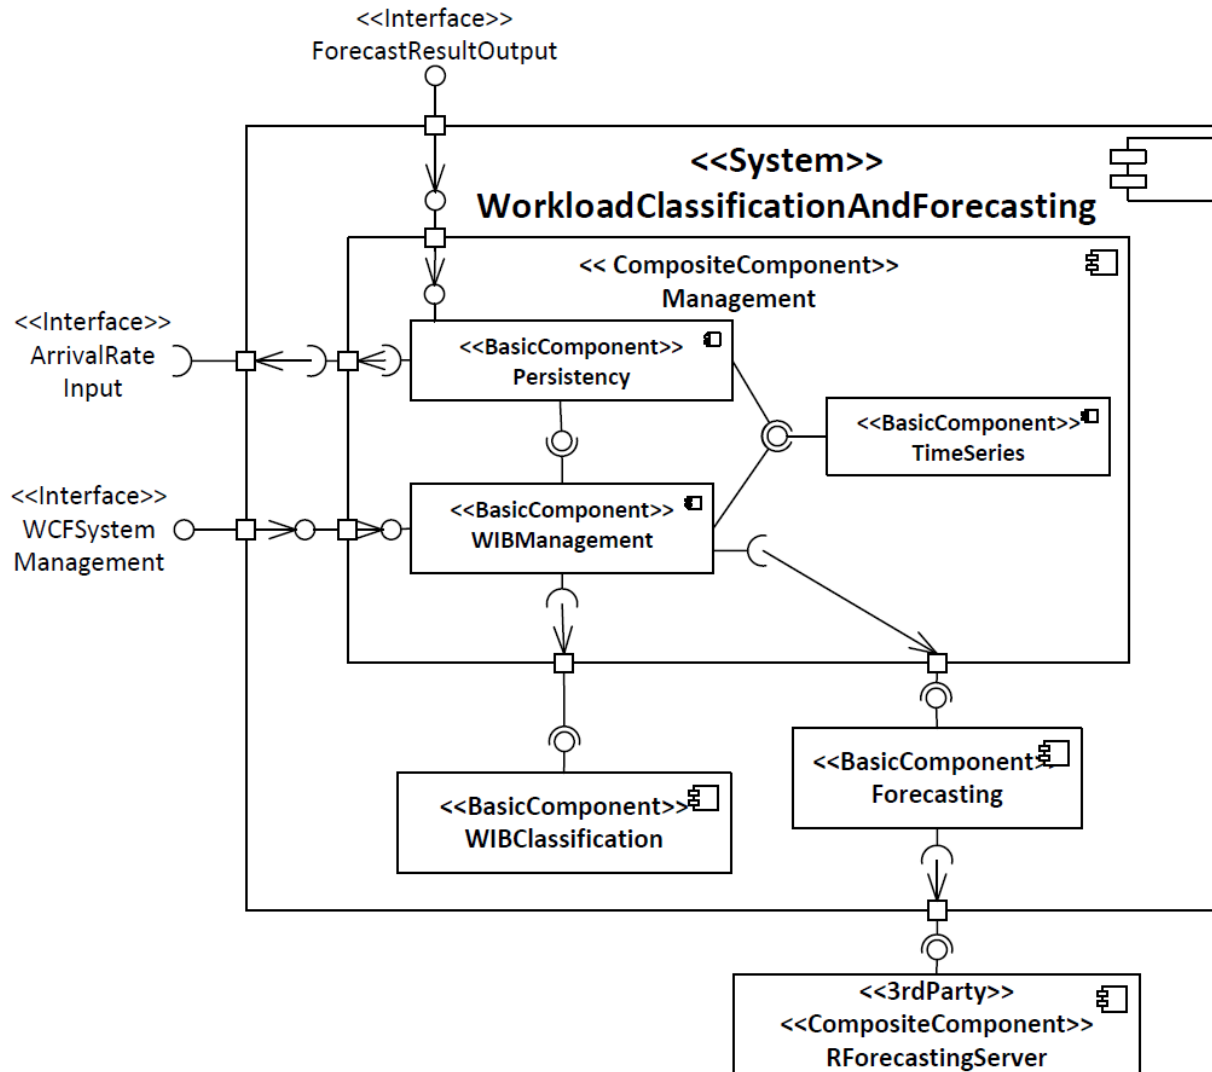 <<Interface>>
ForecastResultOutput
<<System>>
WorkloadClassificationAndForecasting
<< CompositeComponent>>
Management
<<Interface>>
ArrivalRate
Input
<<BasicComponent>>
Persistency
<<BasicComponent>>
TimeSeries
<<Interface>>
WCFSystem
Management
<<BasicComponent>>
WIBManagement
<<BasicComponent>>
WIBClassification
<<BasicComponent>>
Forecasting
<<3rdParty>>
<<CompositeComponent>>
RForecastingServer